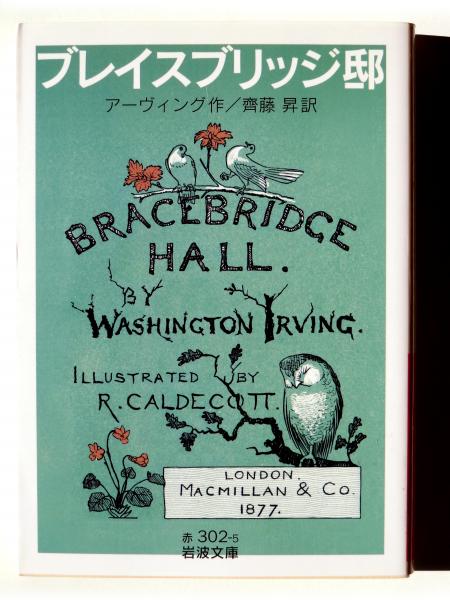 ブレイスブリッジ邸
アーヴィング作／齊藤 昇訳
BRACEBRIDGE
HALL.
BY
WASHINGTON IRVING.
ILLUSTRATED BY
R. CALDECOTT.
LONDON.
MACMILLAN & CO.
1877.
赤 302-5
岩波文庫